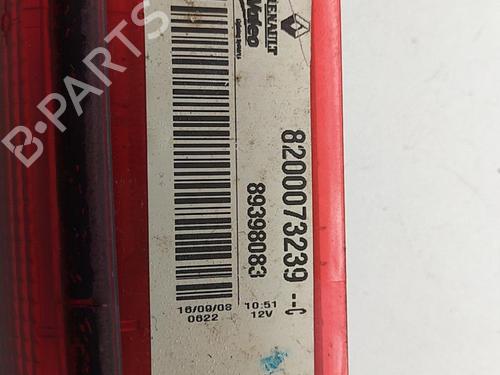 RENAULT
Valeo
8200073239--C
89398083
16/09/08 10:51
0622 12V
B-Parts